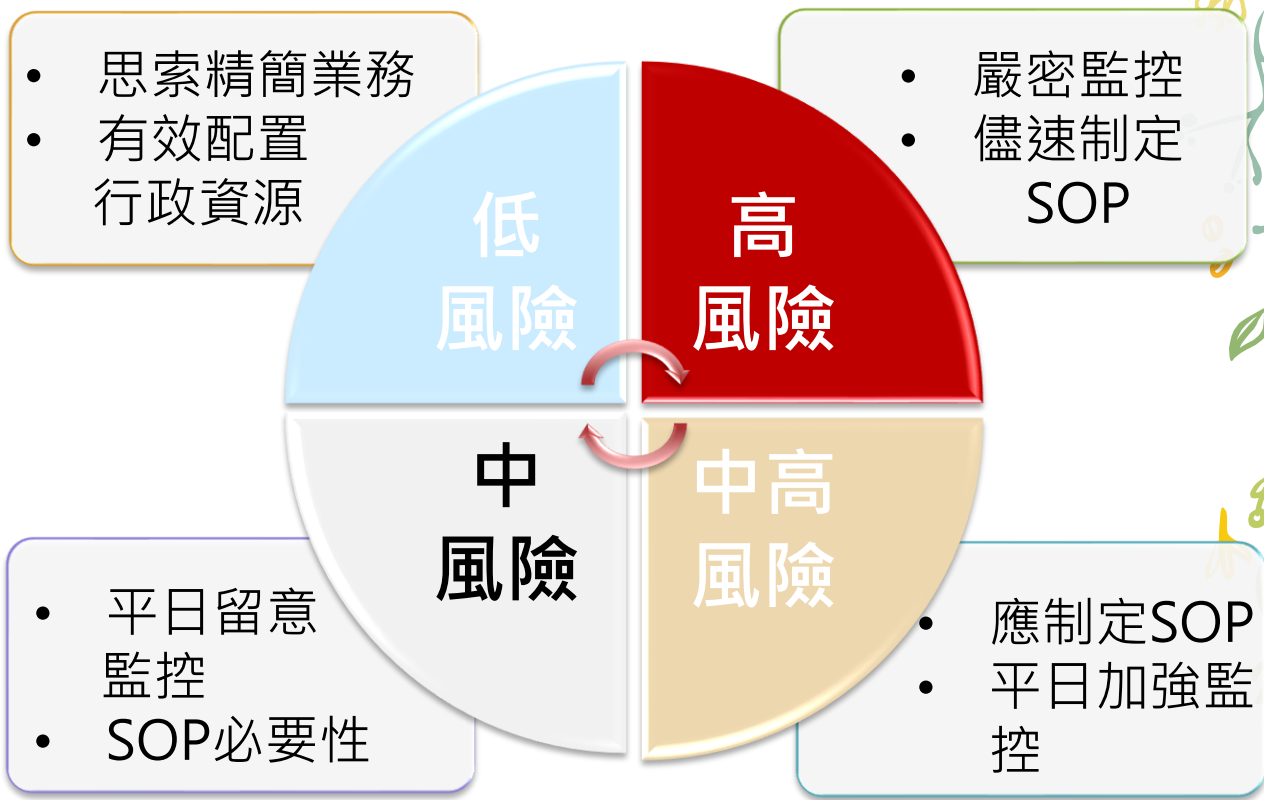 • 思索精簡業務
• 有效配置
行政資源
• 嚴密監控
• 儘速制定
SOP
低
風險
高
風險
中
風險
中高
風險
• 平日留意
監控
• SOP必要性
• 應制定SOP
• 平日加強監
控